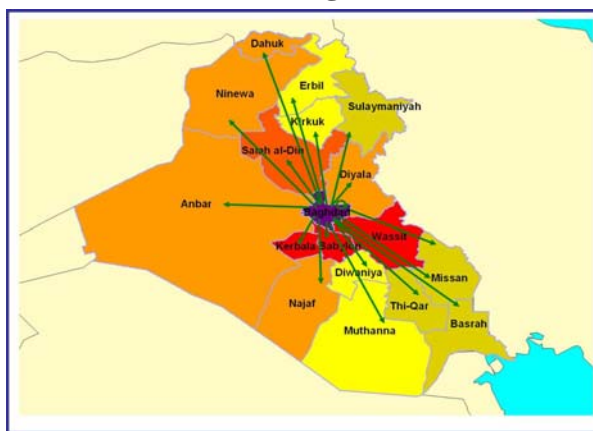 Dahuk
Erbil
Ninewa
Sulaymaniyah
Kirkuk
Salah al-Din
Diyala
Anbar
Baghdad
Wassit
Kerbala Babylon
Diwaniya
Missan
Najaf
Thi-Qar
Basrah
Muthanna